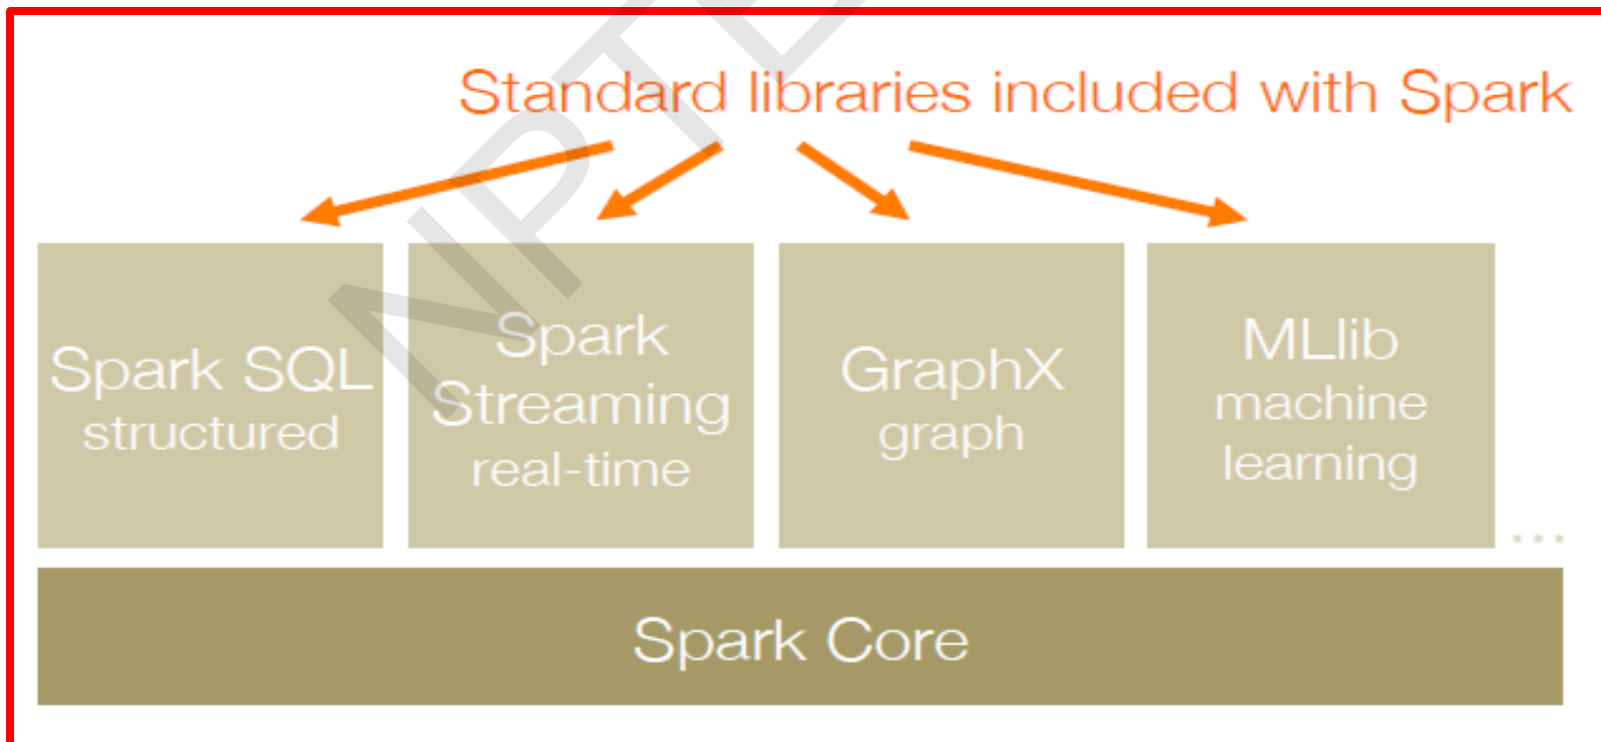 Standard libraries included with Spark
Spark SQL
structured
Spark
Streaming
real-time
GraphX
graph
MLlib
machine
learning
...
Spark Core
NPTE